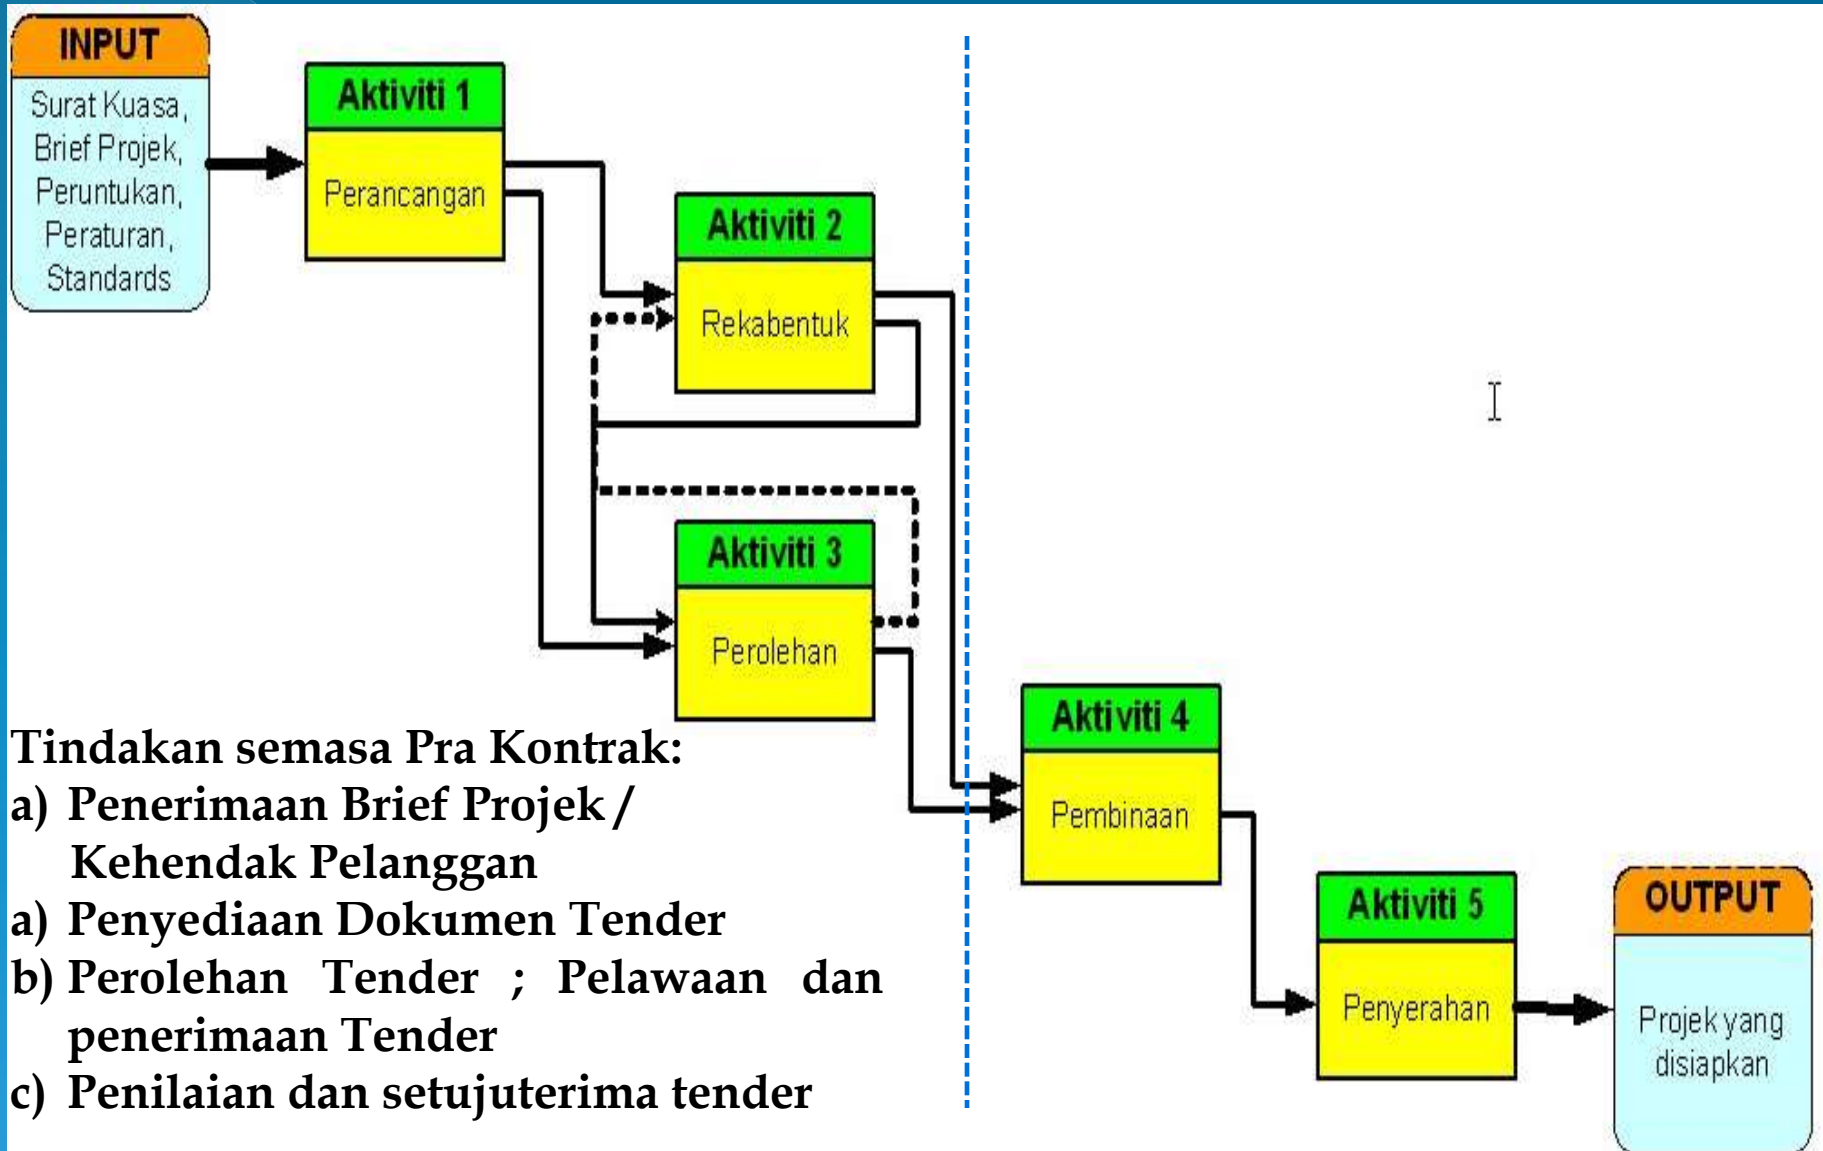 INPUT
Surat Kuasa,
Brief Projek,
Peruntukan,
Peraturan,
Standards
Aktiviti 1
Perancangan
Aktiviti 2
Rekabentuk
Aktiviti 3
Perolehan
Aktiviti 4
Pembinaan
Aktiviti 5
Penyerahan
OUTPUT
Projek yang
disiapkan
Tindakan semasa Pra Kontrak:
a) Penerimaan Brief Projek /
Kehendak Pelanggan
a) Penyediaan Dokumen Tender
b) Perolehan Tender ; Pelawaan dan
penerimaan Tender
c) Penilaian dan setujuterima tender